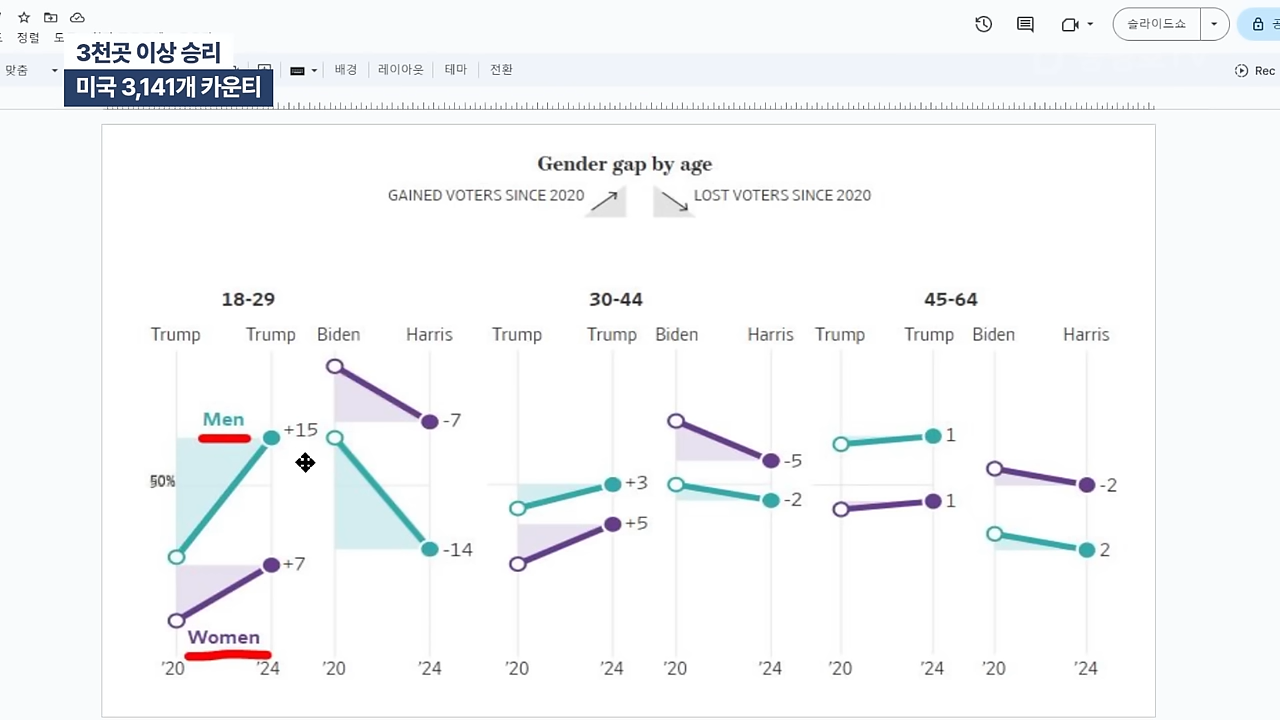 정렬
슬라이드쇼
3천곳 이상 승리
맞춤
배경
레이아웃
테마
전환
Rec
미국 3,141개 카운티
Gender gap by age
GAINED VOTERS SINCE 2020
LOST VOTERS SINCE 2020
18-29
30-44
45-64
Trump Trump Biden Harris Trump Trump Biden Harris Trump Trump Biden Harris
Men
+15
-7
50%
+3
+5
-5
-2
1
1
-2
2
-14
+7
Women
'20 '24 '20 '24 '20 '24 '20 '24 '20 '24 '20 '24